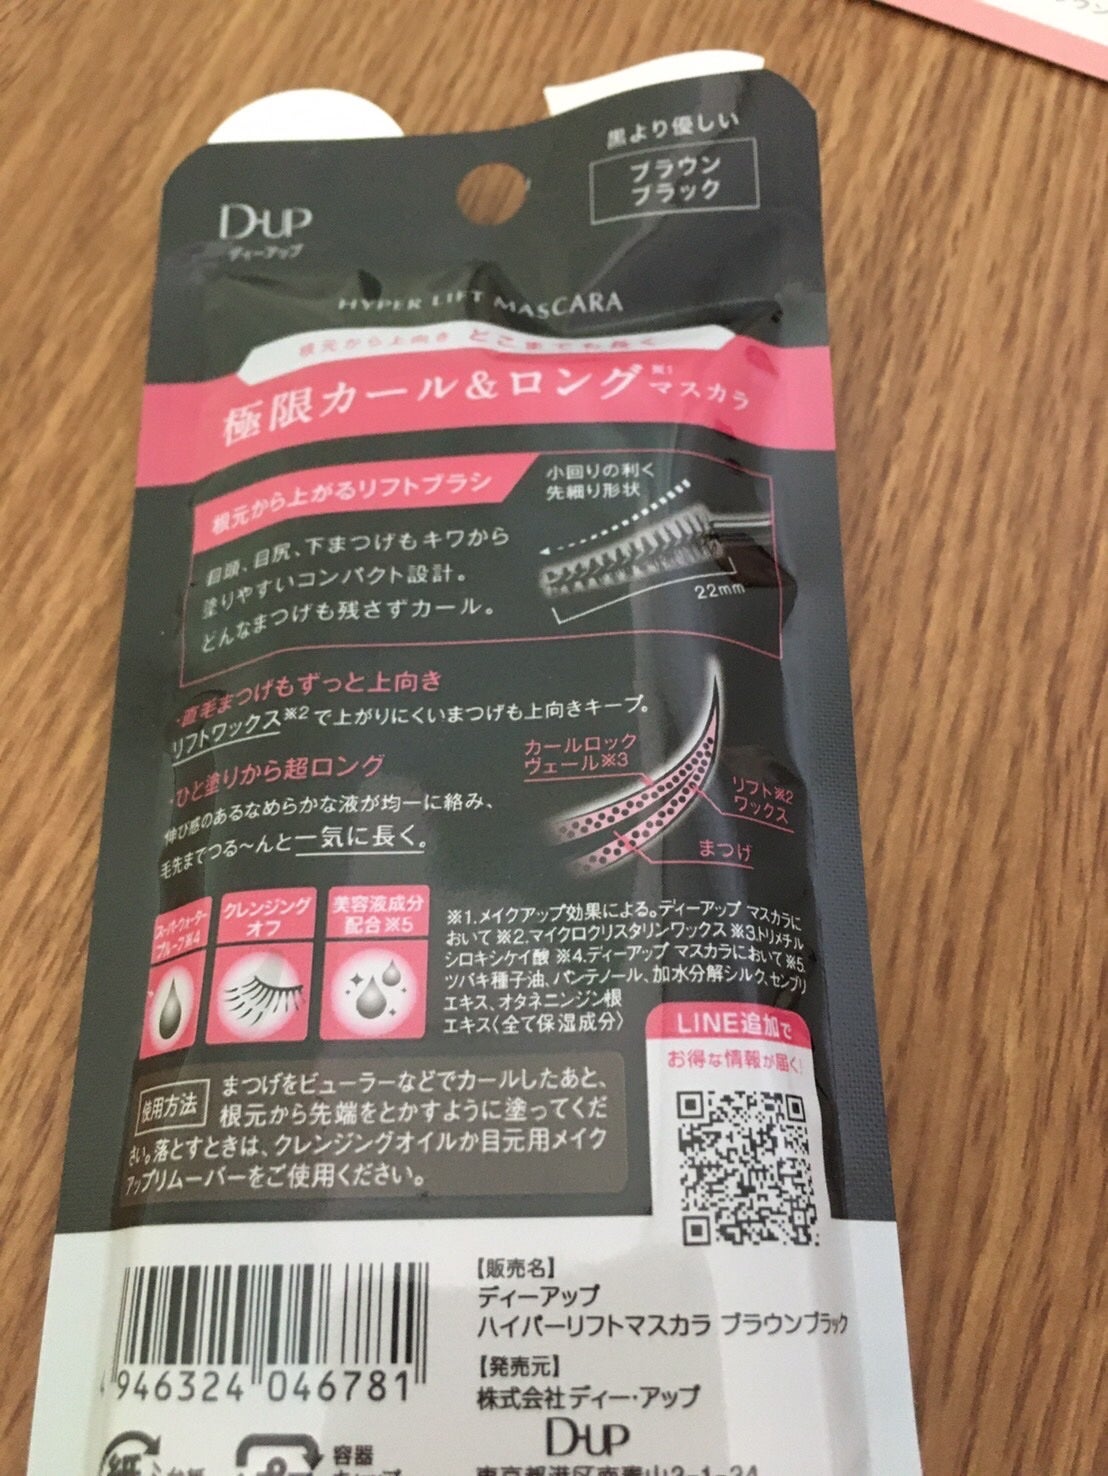 黒より優しい
ブラウン
ブラック
D-UP
ディーアップ
HYPER LIFT MASCARA
根元から上向き どこまでも長く
極限カール&ロング※1マスカラ
根元から上がるリフトブラシ
小回りの利く
先細り形状
目頭、目尻、下まつげもキワから
塗りやすいコンパクト設計。
どんなまつげも残さずカール。
22mm
・直毛まつげもずっと上向き
リフトワックス※2で上がりにくいまつげも上向きキープ。
・ひと塗りから超ロング
伸び感のあるなめらかな液が均一に絡み、
毛先までつる〜んと一気に長く。
カールロック
ヴェール※3
リフト※2
ワックス
まつげ
スーパーウォーター
プルーフ※4
クレンジング
オフ
美容液成分
配合※5
※1.メイクアップ効果による。ディーアップ マスカラに
おいて ※2.マイクロクリスタリンワックス ※3.トリメチル
シロキシケイ酸 ※4.ディーアップ マスカラにおいて ※5.
ツバキ種子油、パンテノール、加水分解シルク、センブリ
エキス、オタネニンジン根
エキス〈全て保湿成分〉
LINE追加で
お得な情報が届く!
使用方法
まつげをビューラーなどでカールしたあと、
根元から先端をとかすように塗ってくだ
さい。落とすときは、クレンジングオイルか目元用メイク
アップリムーバーをご使用ください。
4 946324 046781
【販売名】
ディーアップ
ハイパーリフトマスカラ ブラウンブラック
【発売元】
株式会社ディー・アップ
D-UP
東京都港区南青山2-1-24
紙
容器